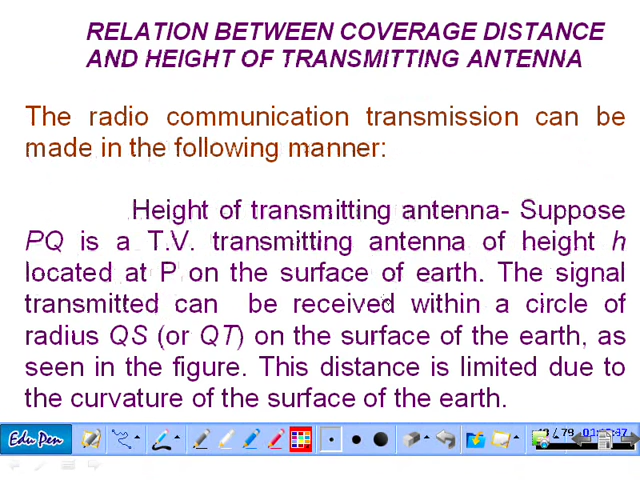 RELATION BETWEEN COVERAGE DISTANCE
AND HEIGHT OF TRANSMITTING ANTENNA
The radio communication transmission can be
made in the following manner:
Height of transmitting antenna- Suppose
PQ is a T.V. transmitting antenna of height h
located at P on the surface of earth. The signal
transmitted can be received within a circle of
radius QS (or QT) on the surface of the earth, as
seen in the figure. This distance is limited due to
the curvature of the surface of the earth.
Edu Pen
/ 79